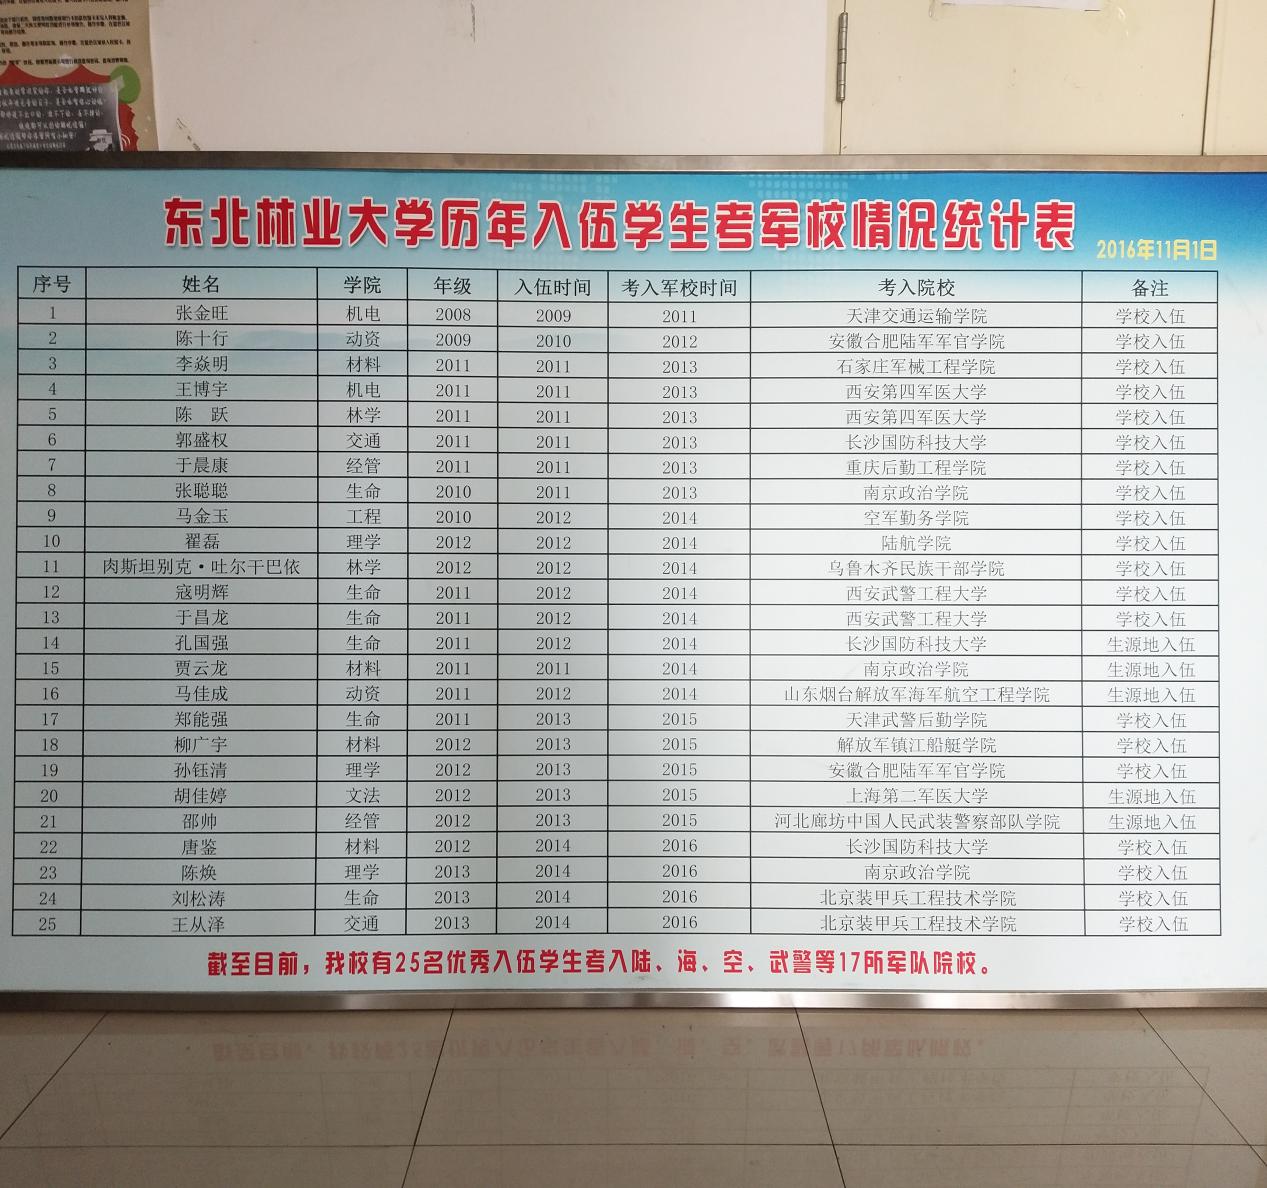 东北林业大学历年入伍学生考军校情况统计表
2016年11月1日
序号 姓名 学院 年级 入伍时间 考入军校时间 考入院校 备注
1 张金旺 机电 2008 2009 2011 天津交通运输学院 学校入伍
2 陈十行 动资 2009 2010 2012 安徽合肥陆军军官学院 学校入伍
3 李焱明 材料 2011 2011 2013 石家庄军械工程学院 学校入伍
4 王博宇 机电 2011 2011 2013 西安第四军医大学 学校入伍
5 陈 跃 林学 2011 2011 2013 西安第四军医大学 学校入伍
6 郭盛权 交通 2011 2011 2013 长沙国防科技大学 学校入伍
7 于晨康 经管 2011 2011 2013 重庆后勤工程学院 学校入伍
8 张聪聪 生命 2010 2011 2013 南京政治学院 学校入伍
9 马金玉 工程 2010 2012 2014 空军勤务学院 学校入伍
10 翟磊 理学 2012 2012 2014 陆航学院 学校入伍
11 肉斯坦别克·吐尔干巴依 林学 2012 2012 2014 乌鲁木齐民族干部学院 学校入伍
12 寇明辉 生命 2011 2012 2014 西安武警工程大学 学校入伍
13 于昌龙 生命 2011 2012 2014 西安武警工程大学 学校入伍
14 孔国强 生命 2011 2012 2014 长沙国防科技大学 生源地入伍
15 贾云龙 材料 2011 2011 2014 南京政治学院 生源地入伍
16 马佳成 动资 2011 2012 2014 山东烟台解放军海军航空工程学院 生源地入伍
17 郑能强 生命 2011 2013 2015 天津武警后勤学院 学校入伍
18 柳广宇 材料 2012 2013 2015 解放军镇江船艇学院 学校入伍
19 孙钰清 理学 2012 2013 2015 安徽合肥陆军军官学院 学校入伍
20 胡佳婷 文法 2012 2013 2015 上海第二军医大学 生源地入伍
21 邵帅 经管 2012 2013 2015 河北廊坊中国人民武装警察部队学院 生源地入伍
22 唐鉴 材料 2012 2014 2016 长沙国防科技大学 学校入伍
23 陈焕 理学 2013 2014 2016 南京政治学院 学校入伍
24 刘松涛 生命 2013 2014 2016 北京装甲兵工程技术学院 学校入伍
25 王从泽 交通 2013 2014 2016 北京装甲兵工程技术学院 学校入伍
截至目前，我校有25名优秀入伍学生考入陆、海、空、武警等17所军队院校。